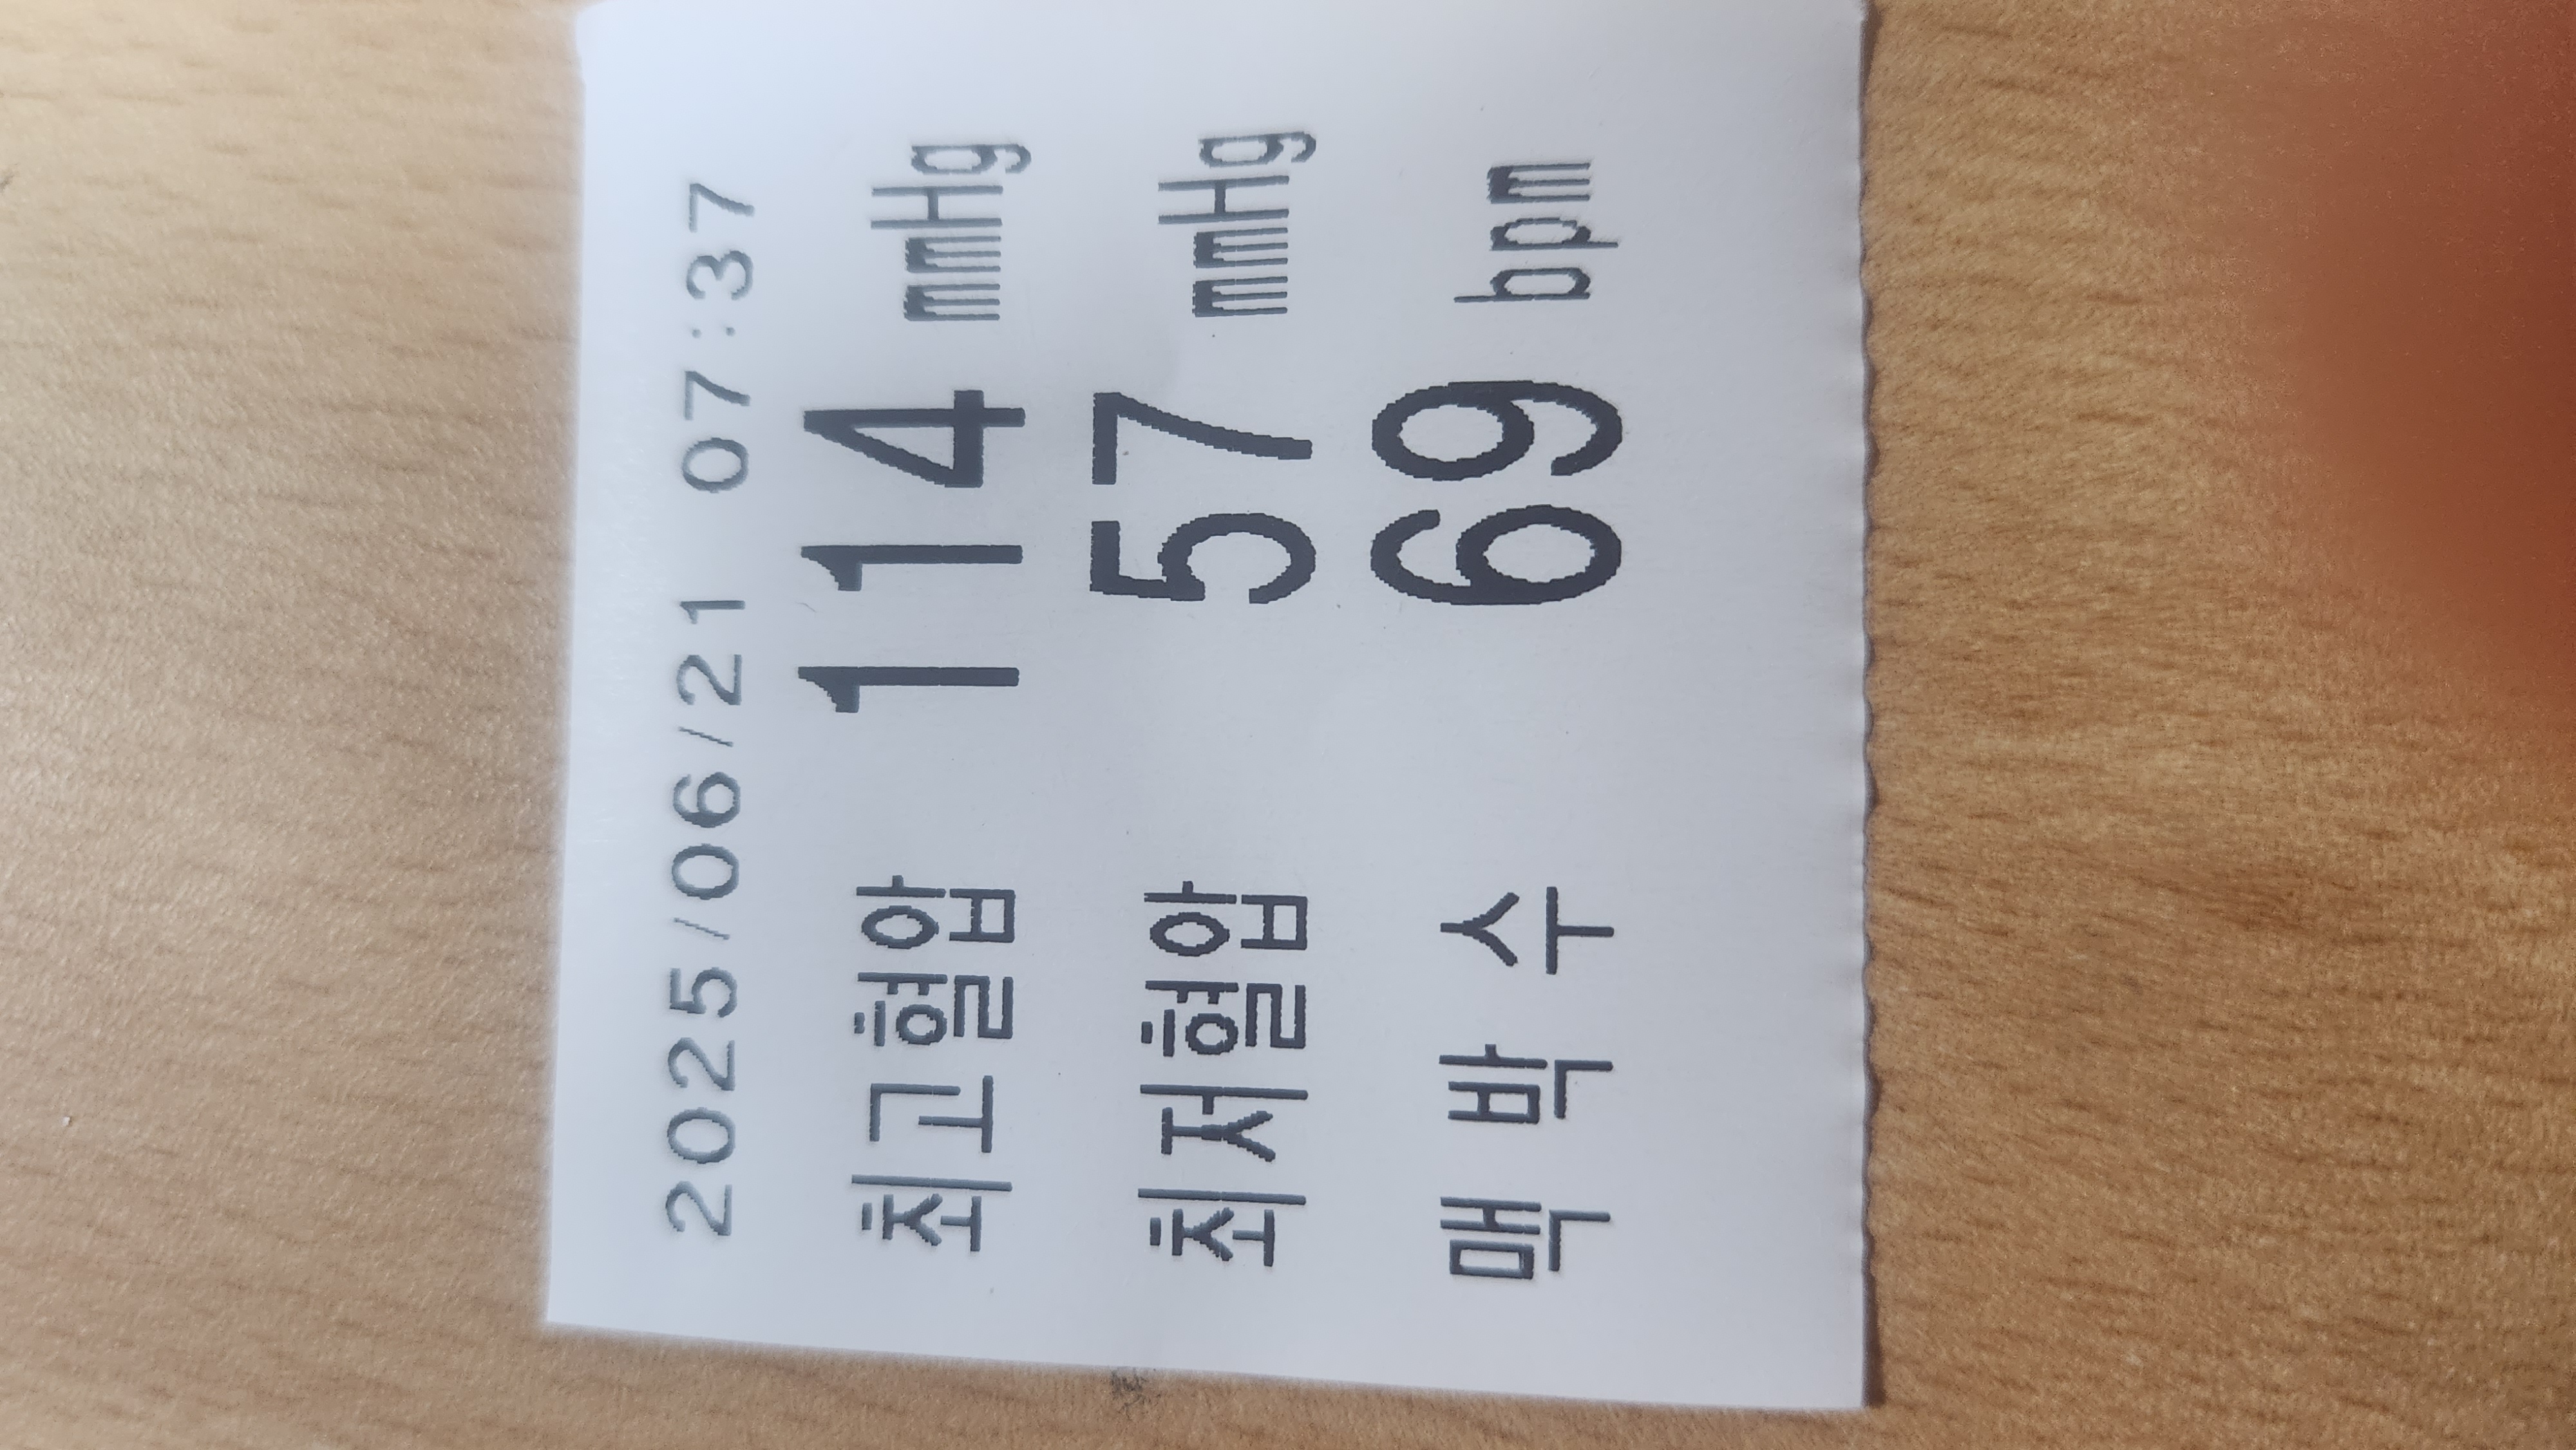 2025/06/21 07:37
최고혈압 114 mmHg
최저혈압 57 mmHg
맥 박 수 69 bpm